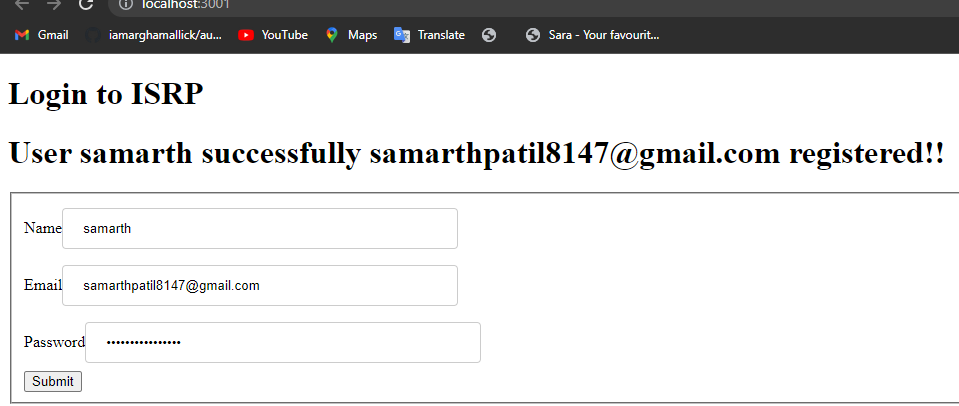 localhost:3001
Gmail iamarghamallick/au... YouTube Maps Translate Sara - Your favourit...
Login to ISRP
User samarth successfully samarthpatil8147@gmail.com registered!!
Name samarth
Email samarthpatil8147@gmail.com
Password ••••••••••••••••
Submit